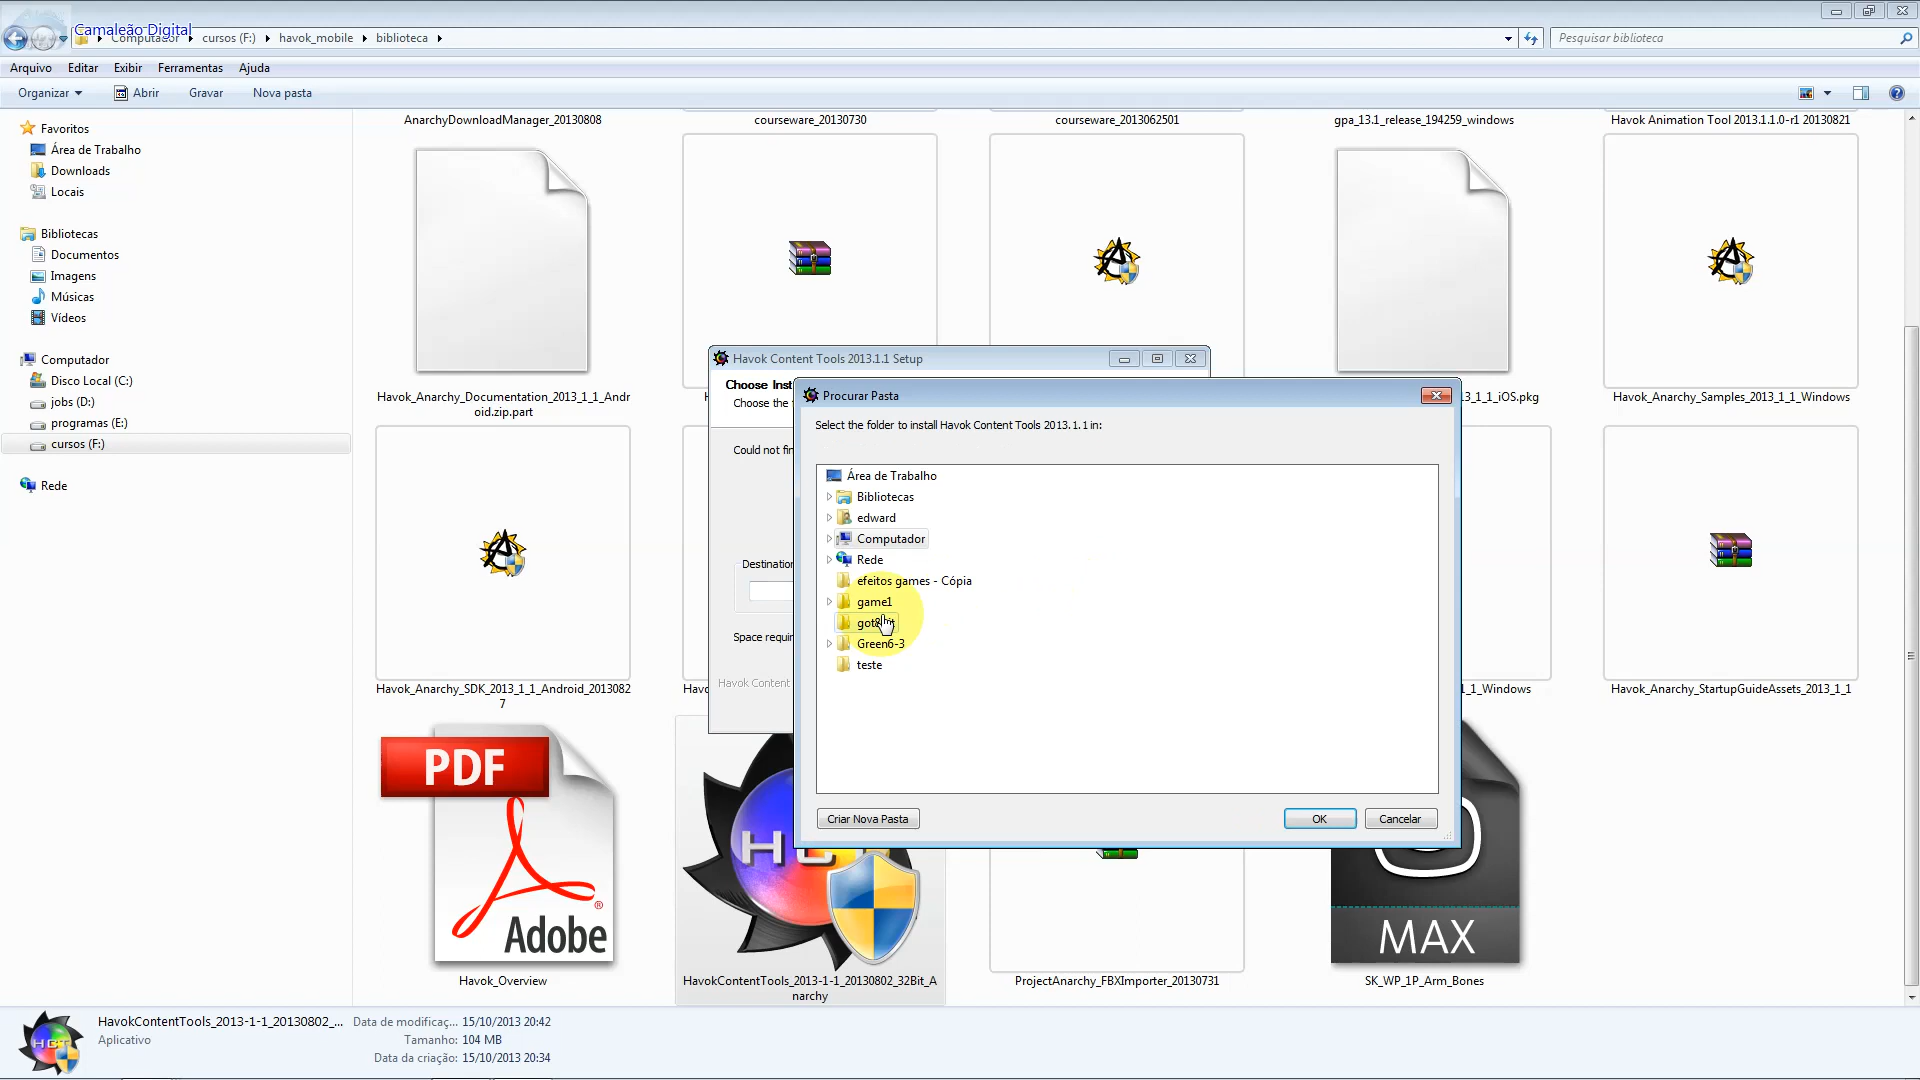 Camaleão Digital
Computador
cursos (F:)
havok_mobile
biblioteca
Pesquisar biblioteca
Arquivo Editar Exibir Ferramentas Ajuda
Organizar Abrir Gravar Nova pasta
Favoritos
Área de Trabalho
Downloads
Locais
Bibliotecas
Documentos
Imagens
Músicas
Vídeos
Computador
Disco Local (C:)
jobs (D:)
programas (E:)
cursos (F:)
Rede
AnarchyDownloadManager_20130808
courseware_20130730
courseware_2013062501
gpa_13.1_release_194259_windows
Havok Animation Tool 2013.1.1.0-r1 20130821
Havok_Anarchy_Documentation_2013_1_1_Andr
oid.zip.part
13_1_1_iOS.pkg
Havok_Anarchy_Samples_2013_1_1_Windows
Havok Content Tools 2013.1.1 Setup
Choose Inst
Choose the
Could not fin
Destination
Space requir
Havok Content
Procurar Pasta
Select the folder to install Havok Content Tools 2013.1.1 in:
Área de Trabalho
Bibliotecas
edward
Computador
Rede
efeitos games - Cópia
game1
Green6-3
teste
Criar Nova Pasta
OK
Cancelar
Havok_Anarchy_SDK_2013_1_1_Android_2013082
7
Havo
1_1_Windows
Havok_Anarchy_StartupGuideAssets_2013_1_1
PDF
Adobe
HCT
MAX
Havok_Overview
HavokContentTools_2013-1-1_20130802_32Bit_A
narchy
ProjectAnarchy_FBXImporter_20130731
SK_WP_1P_Arm_Bones
HCT
HavokContentTools_2013-1-1_20130802_...
Aplicativo
Data de modificaç... 15/10/2013 20:42
Tamanho: 104 MB
Data da criação: 15/10/2013 20:34